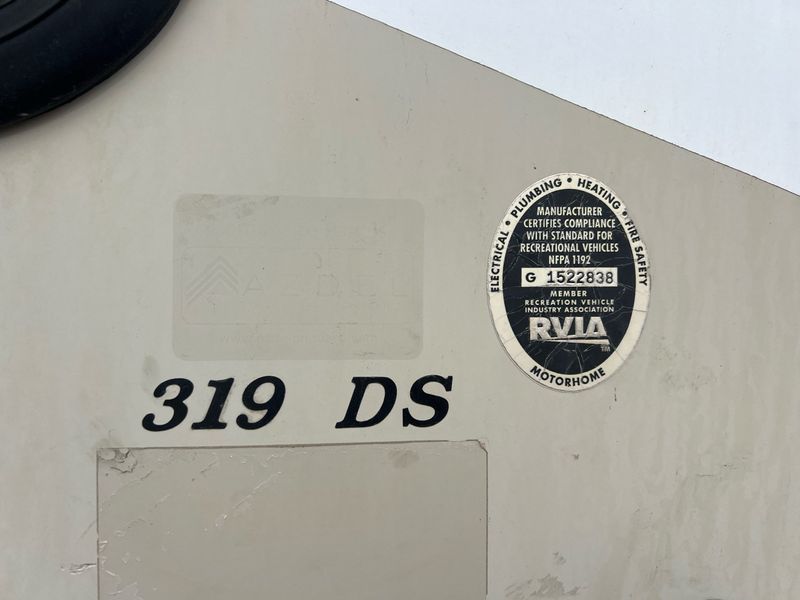 ELECTRICAL • PLUMBING • HEATING • FIRE SAFETY
MANUFACTURER
CERTIFIES COMPLIANCE
WITH STANDARD FOR
RECREATIONAL VEHICLES
NFPA 1192
G 1522838
MEMBER
RECREATION VEHICLE
INDUSTRY ASSOCIATION
RVIA
TM
MOTORHOME
319 DS